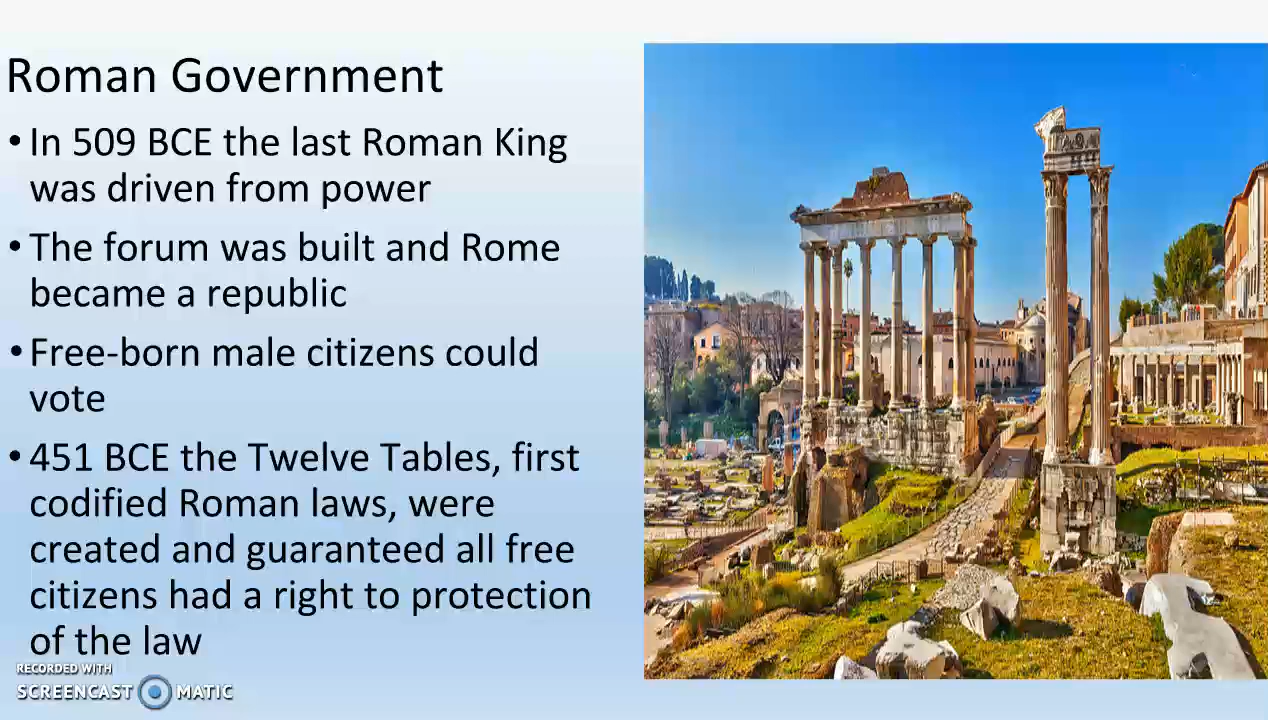 Roman Government
• In 509 BCE the last Roman King
was driven from power
• The forum was built and Rome
became a republic
• Free-born male citizens could
vote
• 451 BCE the Twelve Tables, first
codified Roman laws, were
created and guaranteed all free
citizens had a right to protection
of the law
RECORDED WITH
SCREENCAST MATIC